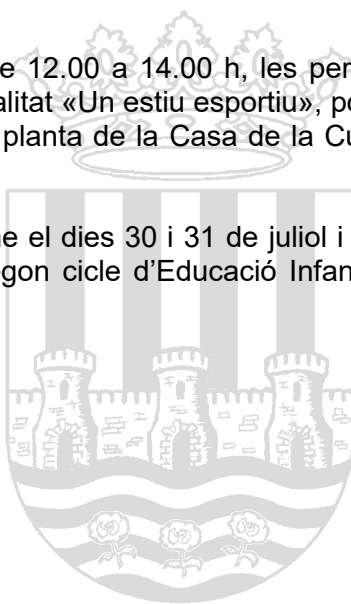 e 12.00 a 14.00 h, les per
alitat «Un estiu esportiu», po
planta de la Casa de la Cu
e el dies 30 i 31 de juliol i
gon cicle d’Educació Infan